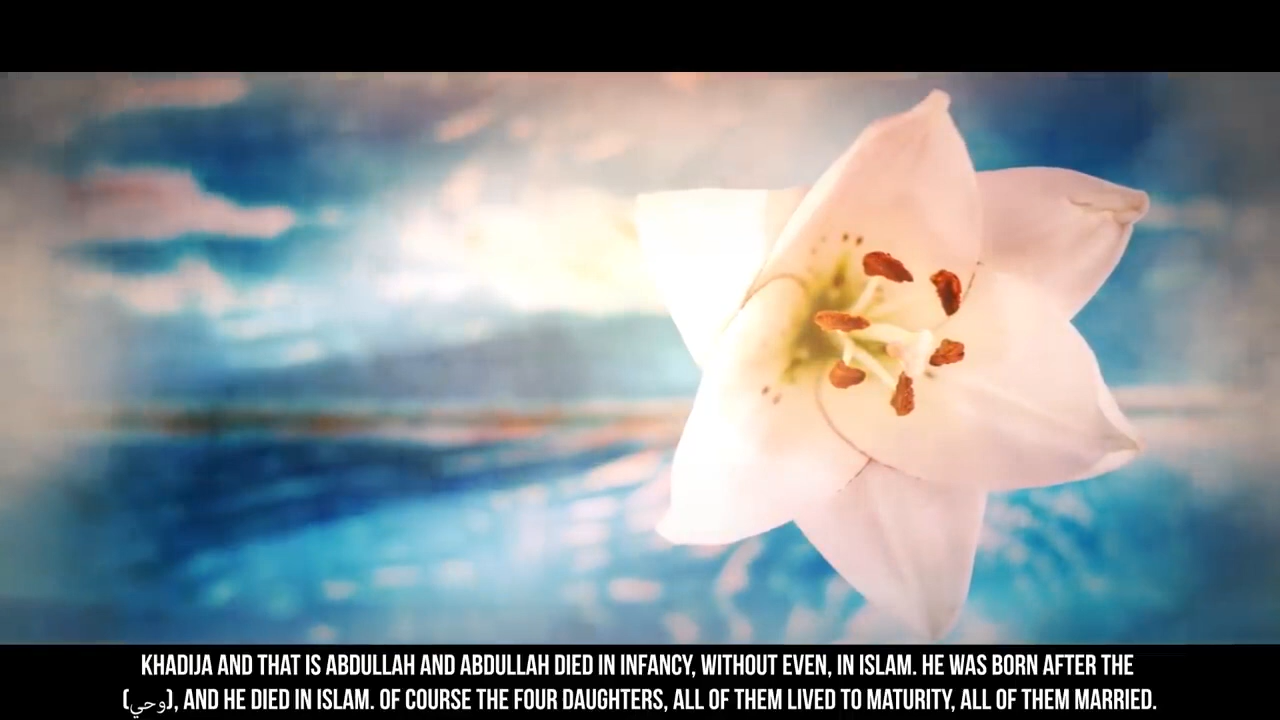 KHADIJA AND THAT IS ABDULLAH AND ABDULLAH DIED IN INFANCY, WITHOUT EVEN, IN ISLAM. HE WAS BORN AFTER THE
(وحي), AND HE DIED IN ISLAM. OF COURSE THE FOUR DAUGHTERS, ALL OF THEM LIVED TO MATURITY, ALL OF THEM MARRIED.